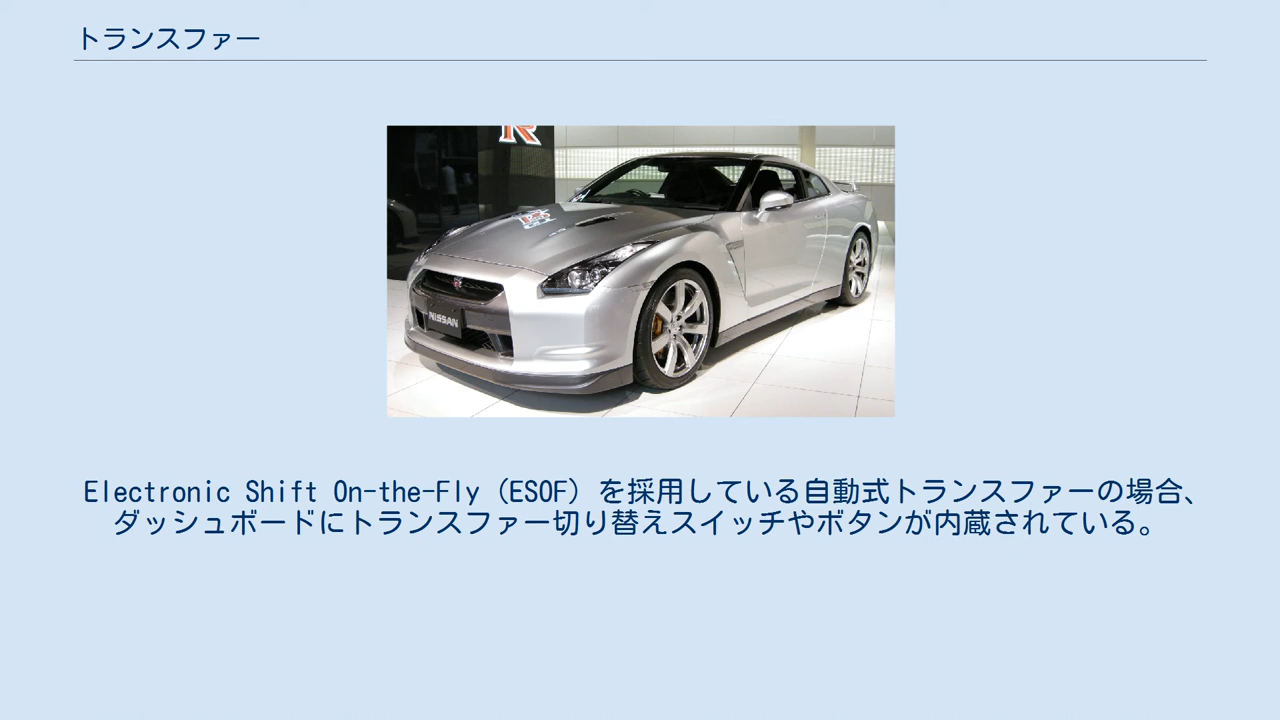 トランスファー
R
NISSAN
Electronic Shift On-the-Fly（ESOF）を採用している自動式トランスファーの場合、
ダッシュボードにトランスファー切り替えスイッチやボタンが内蔵されている。